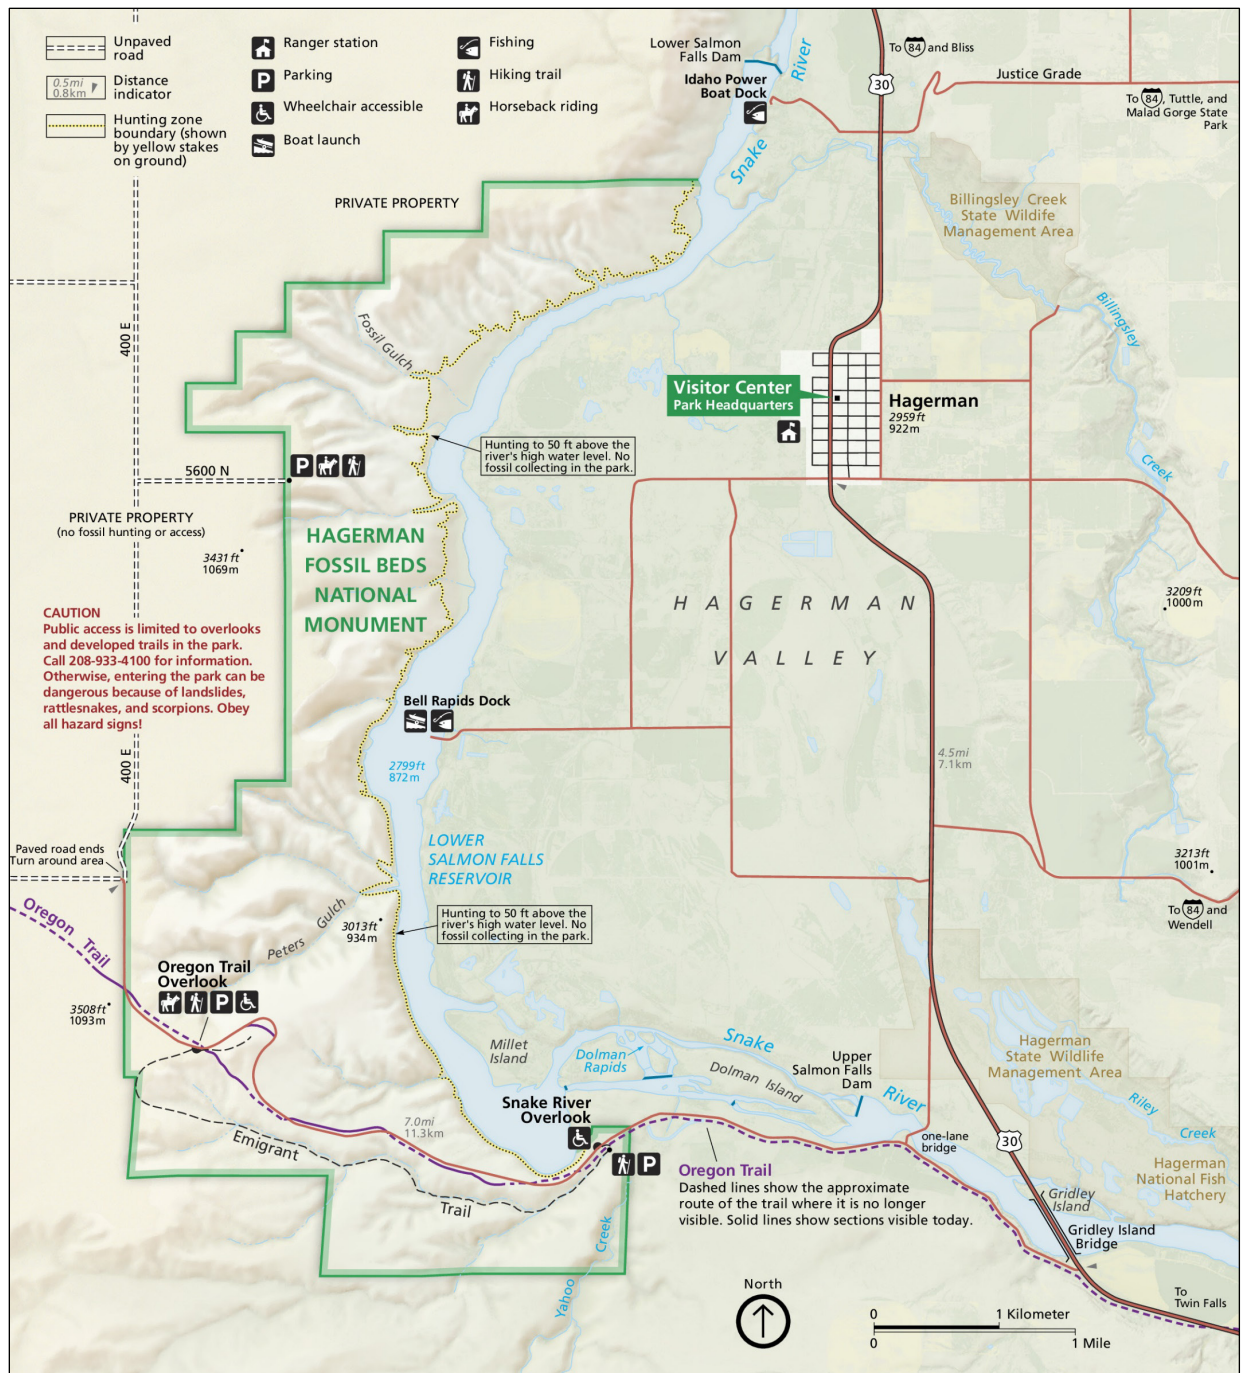 Unpaved
road
0.5mi
0.8km
Distance
indicator
Hunting zone
boundary (shown
by yellow stakes
on ground)
Ranger station
Parking
Wheelchair accessible
Boat launch
Fishing
Hiking trail
Horseback riding
Lower Salmon
Falls Dam
Idaho Power
Boat Dock
River
Snake
To 84 and Bliss
30
Justice Grade
To 84, Tuttle, and
Malad Gorge State
Park
PRIVATE PROPERTY
Billingsley Creek
State Wildlife
Management Area
Billingsley
Creek
400 E
Fossil Gulch
Visitor Center
Park Headquarters
Hagerman
2959ft
922m
Hunting to 50 ft above the
river's high water level. No
fossil collecting in the park.
5600 N
P
PRIVATE PROPERTY
(no fossil hunting or access)
3431ft
1069m
HAGERMAN
FOSSIL BEDS
NATIONAL
MONUMENT
HAGERMAN
VALLEY
3209ft
1000m
CAUTION
Public access is limited to overlooks
and developed trails in the park.
Call 208-933-4100 for information.
Otherwise, entering the park can be
dangerous because of landslides,
rattlesnakes, and scorpions. Obey
all hazard signs!
Bell Rapids Dock
400 E
2799ft
872m
4.5mi
7.1km
LOWER
SALMON FALLS
RESERVOIR
Paved road ends
Turn around area
3213ft
1001m
To 84 and
Wendell
Oregon Trail
Peters Gulch
3013ft
934m
Hunting to 50 ft above the
river's high water level. No
fossil collecting in the park.
Oregon Trail
Overlook
P
3508ft
1093m
Millet
Island
Dolman
Rapids
Snake
Dolman Island
Upper
Salmon Falls
Dam
River
Hagerman
State Wildlife
Management Area
Riley
Creek
Snake River
Overlook
7.0mi
11.3km
Emigrant
Trail
P
one-lane
bridge
30
Oregon Trail
Dashed lines show the approximate
route of the trail where it is no longer
visible. Solid lines show sections visible today.
Hagerman
National Fish
Hatchery
Gridley
Island
Gridley Island
Bridge
Yahoo Creek
North
0
1 Kilometer
0
1 Mile
To
Twin Falls